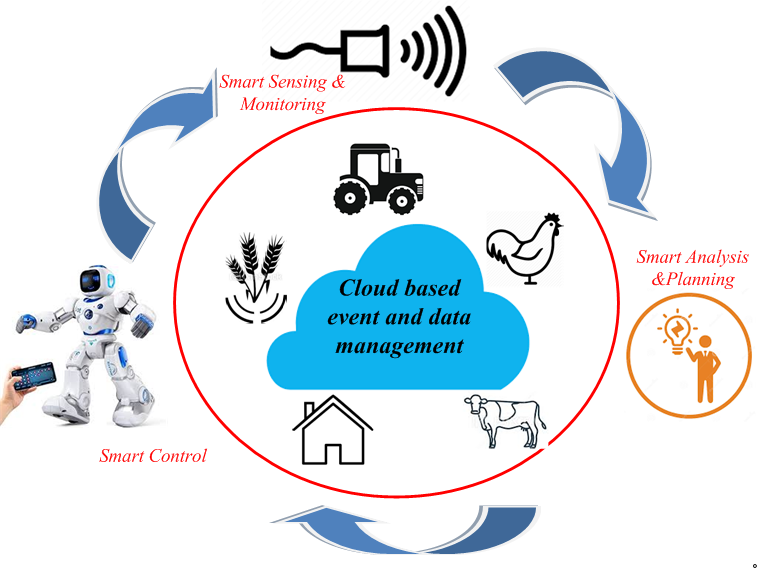 Smart Sensing &
Monitoring
Smart Analysis
&Planning
Cloud based
event and data
management
Smart Control